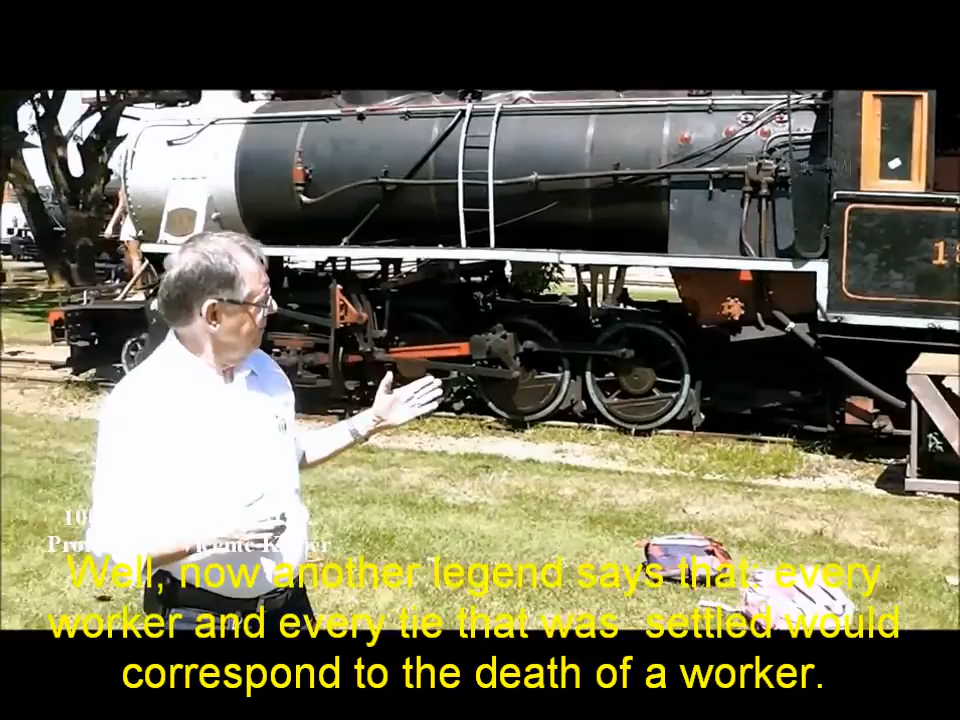 18
Well, now another legend says that: every
worker and every tie that was settled would
correspond to the death of a worker.